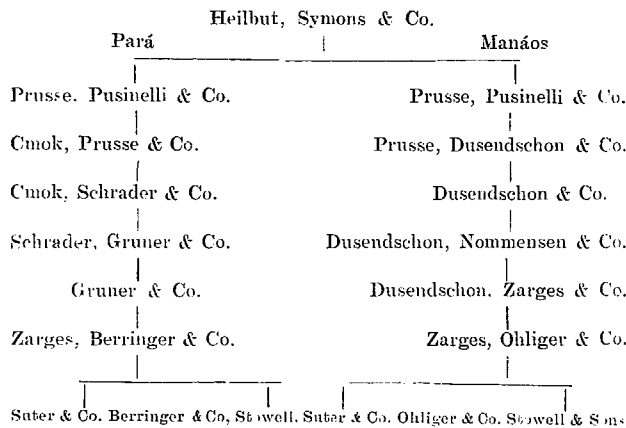 Heilbut, Symons & Co.
Pará Manáos
Prusse, Pusinelli & Co. Prusse, Pusinelli & Co.
Cmok, Prusse & Co. Prusse, Dusendschon & Co.
Cmok, Schrader & Co. Dusendschon & Co.
Schrader, Gruner & Co. Dusendschon, Nommensen & Co.
Gruner & Co. Dusendschon. Zarges & Co.
Zarges, Berringer & Co. Zarges, Ohliger & Co.
Suter & Co. Berringer & Co, Stowell. Suter & Co. Ohliger & Co. Stowell & Sons